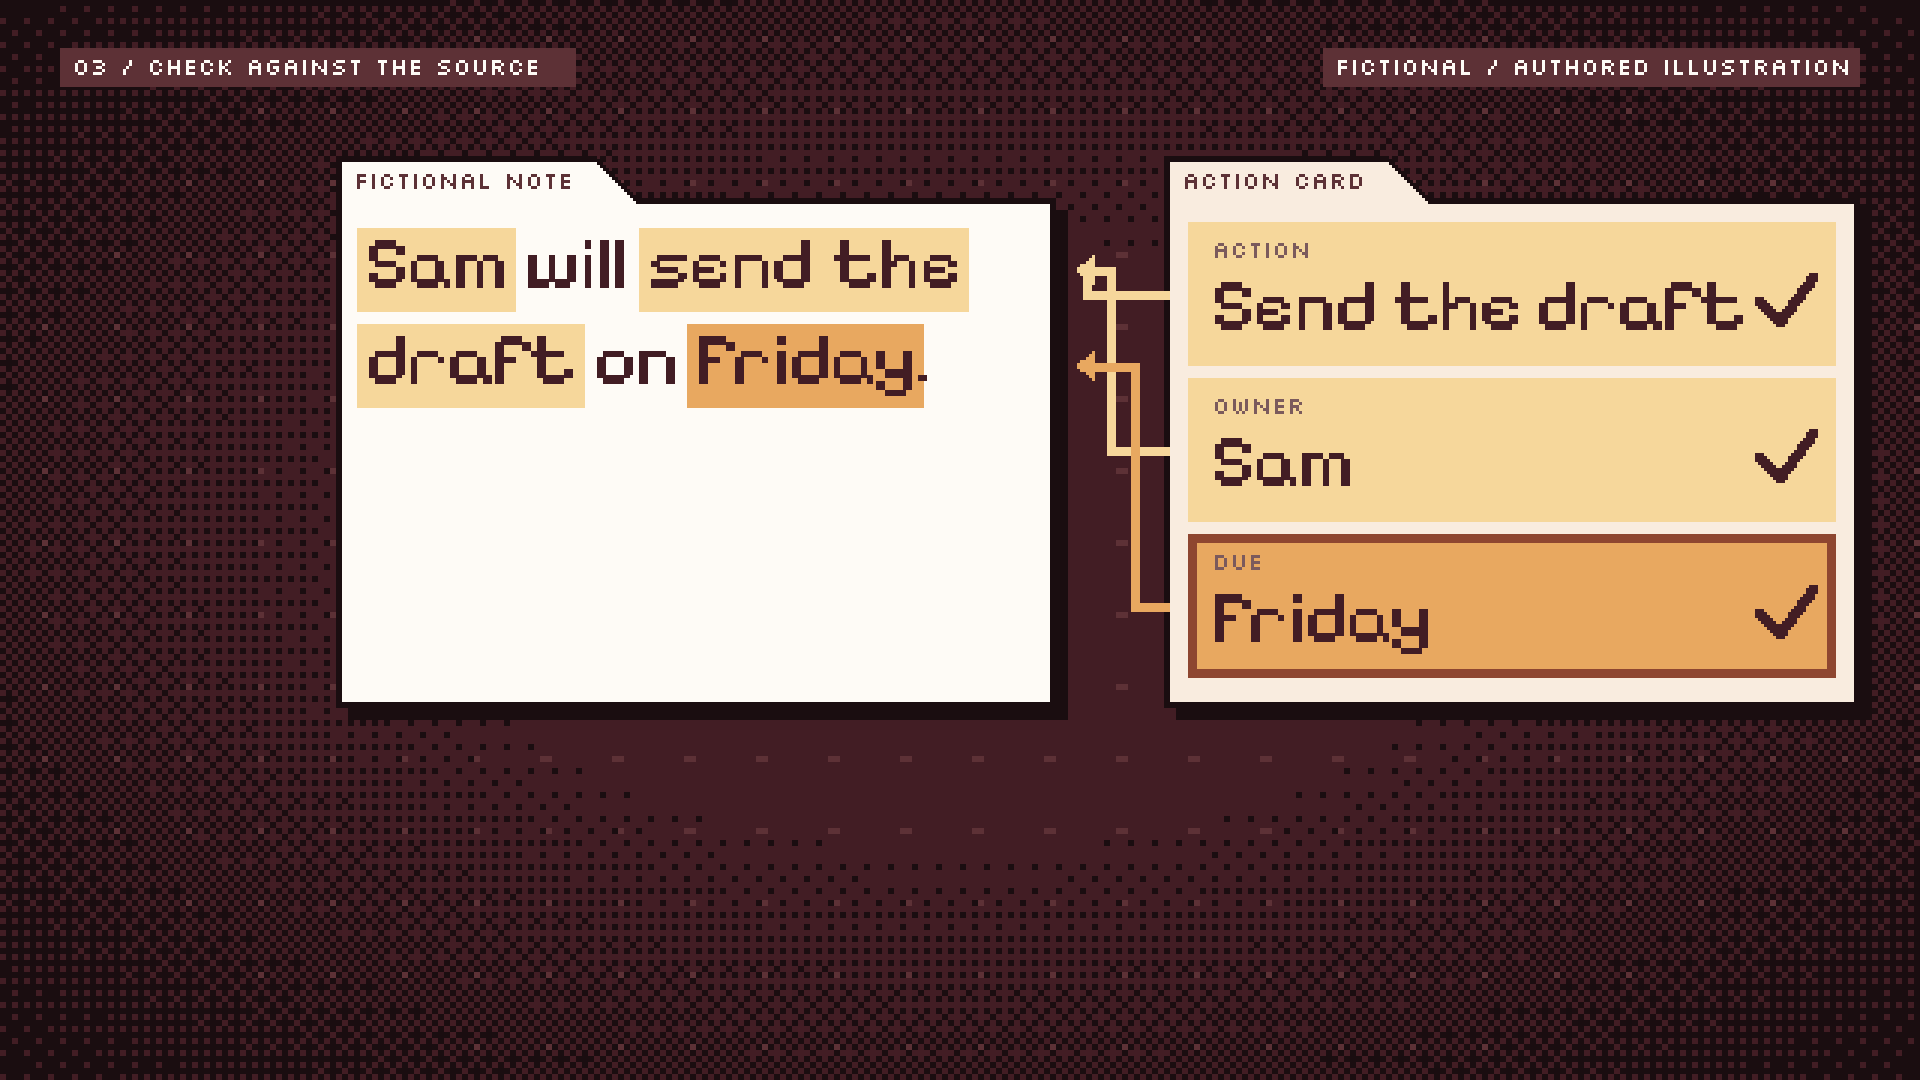 03 / CHECK AGAINST THE SOURCE
FICTIONAL / AUTHORED ILLUSTRATION
FICTIONAL NOTE
Sam will send the
draft on Friday.
ACTION CARD
ACTION
Send the draft
OWNER
Sam
DUE
Friday